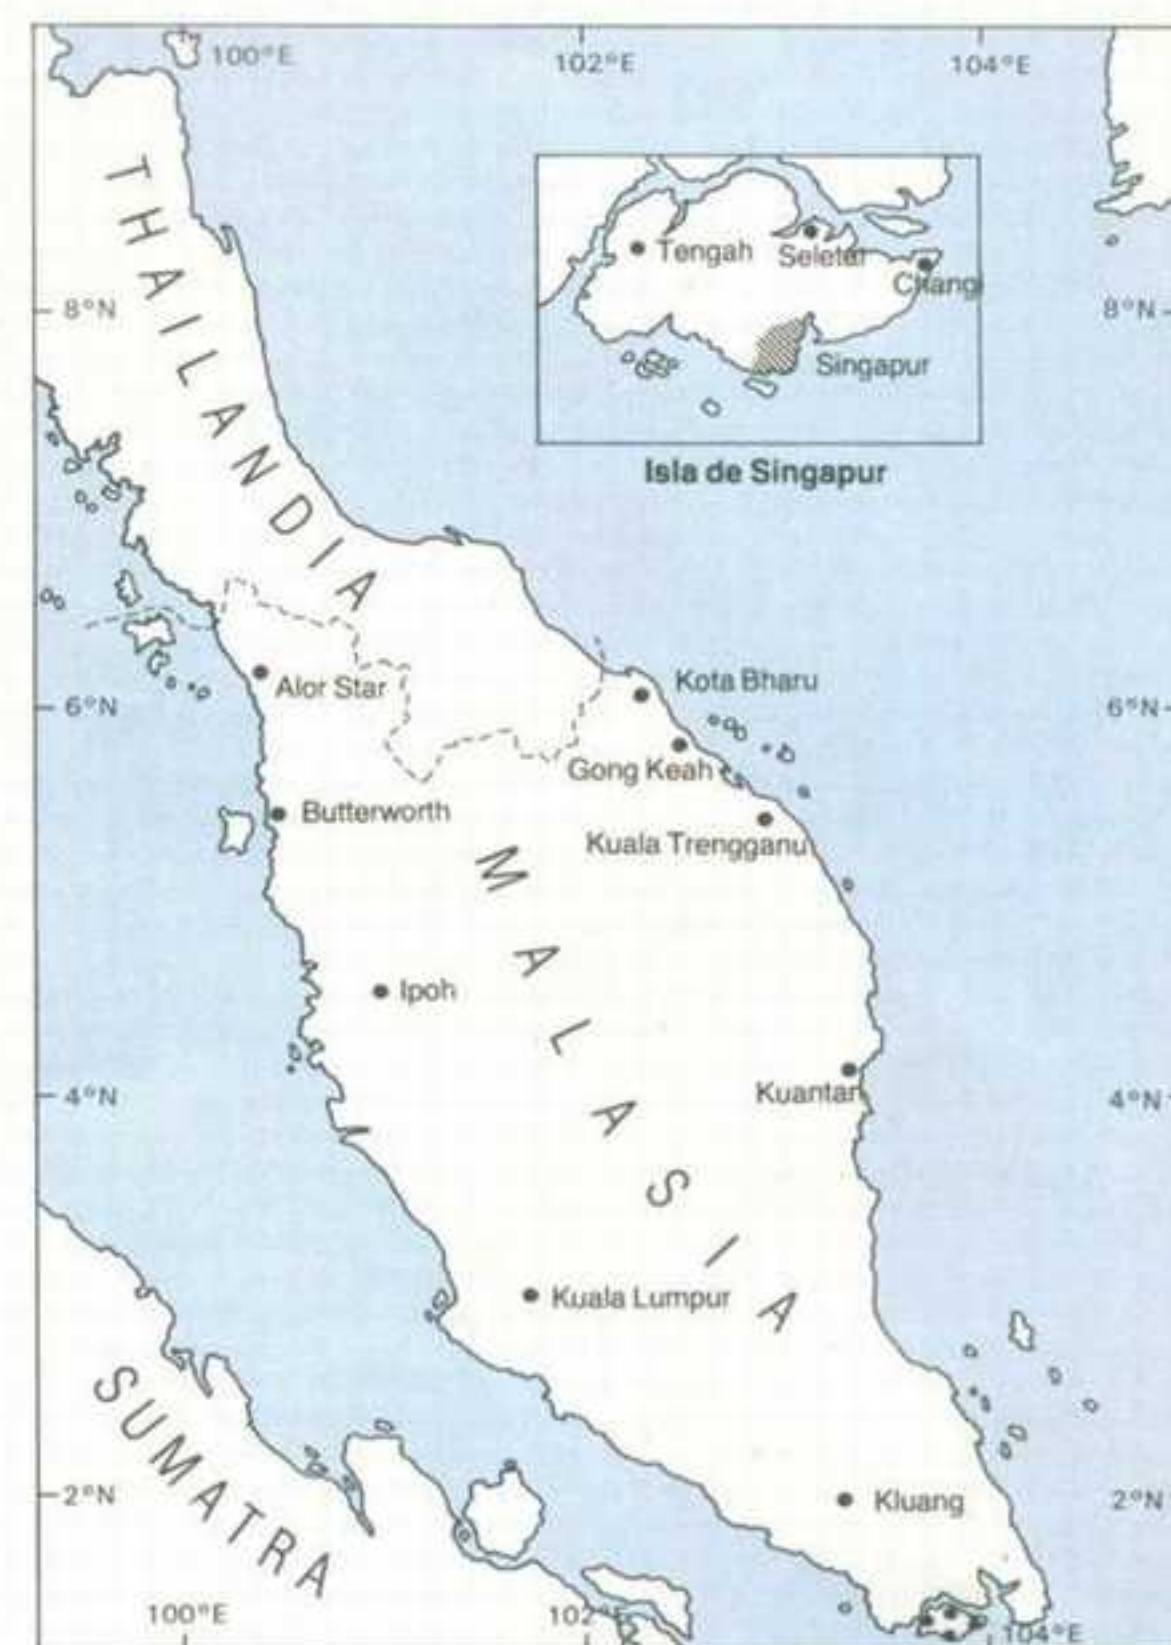 100°E
102°E
104°E
THAILANDIA
Tengah
Seletar
Changi
8°N
8°N
Singapur
Isla de Singapur
Alor Star
Kota Bharu
6°N
6°N
Gong Keah
Butterworth
Kuala Trengganu
MALASIA
Ipoh
Kuantan
4°N
4°N
Kuala Lumpur
SUMATRA
2°N
Kluang
2°N
100°E
102°E
104°E